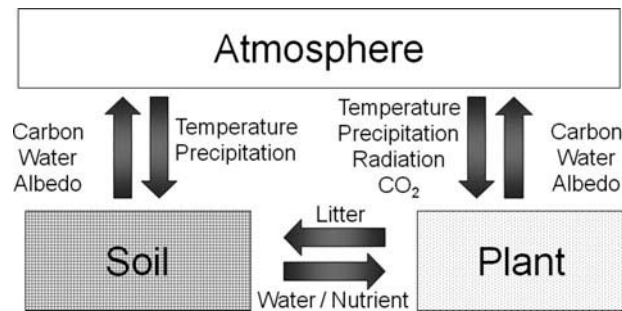 Atmosphere
Carbon
Water
Albedo
Temperature
Precipitation
Temperature
Precipitation
Radiation
CO₂
Carbon
Water
Albedo
Soil
Litter
Water / Nutrient
Plant